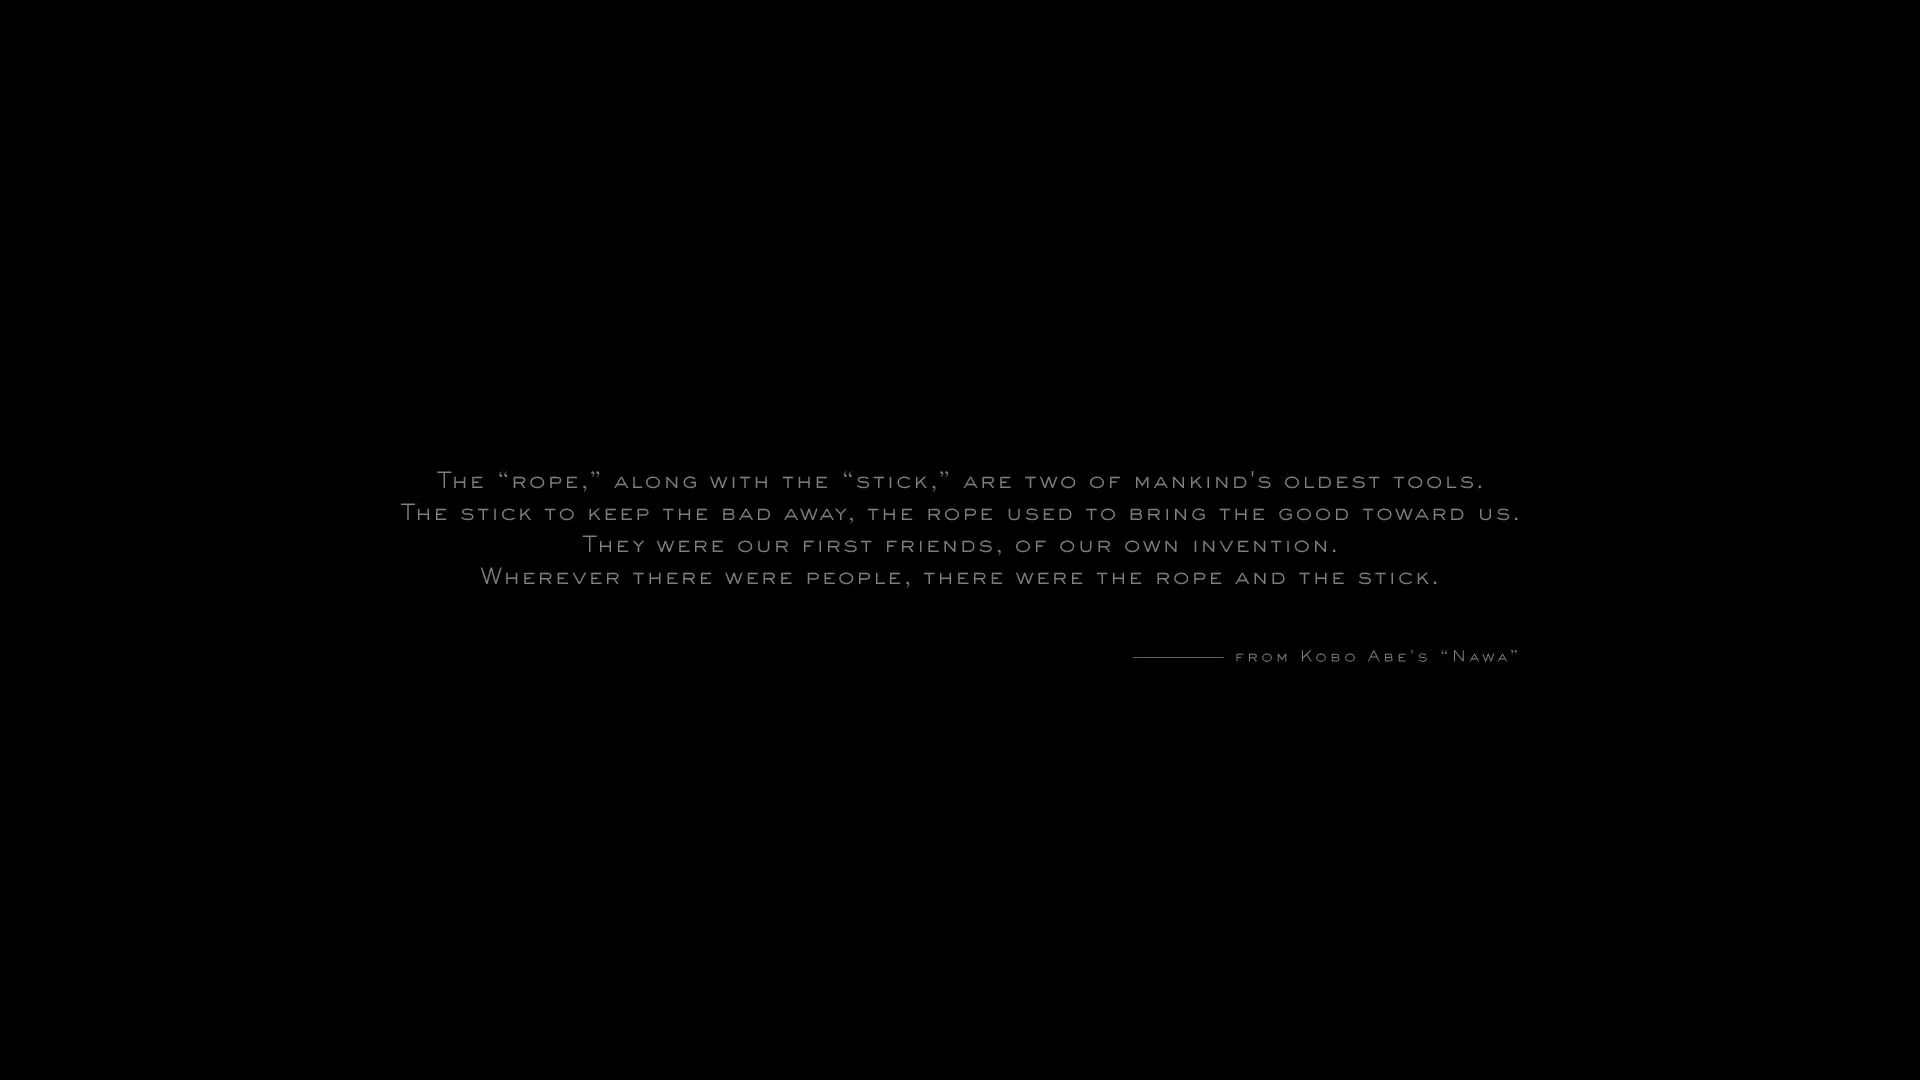 The “rope,” along with the “stick,” are two of mankind's oldest tools.
The stick to keep the bad away, the rope used to bring the good toward us.
They were our first friends, of our own invention.
Wherever there were people, there were the rope and the stick.
from Kobo Abe's “Nawa”